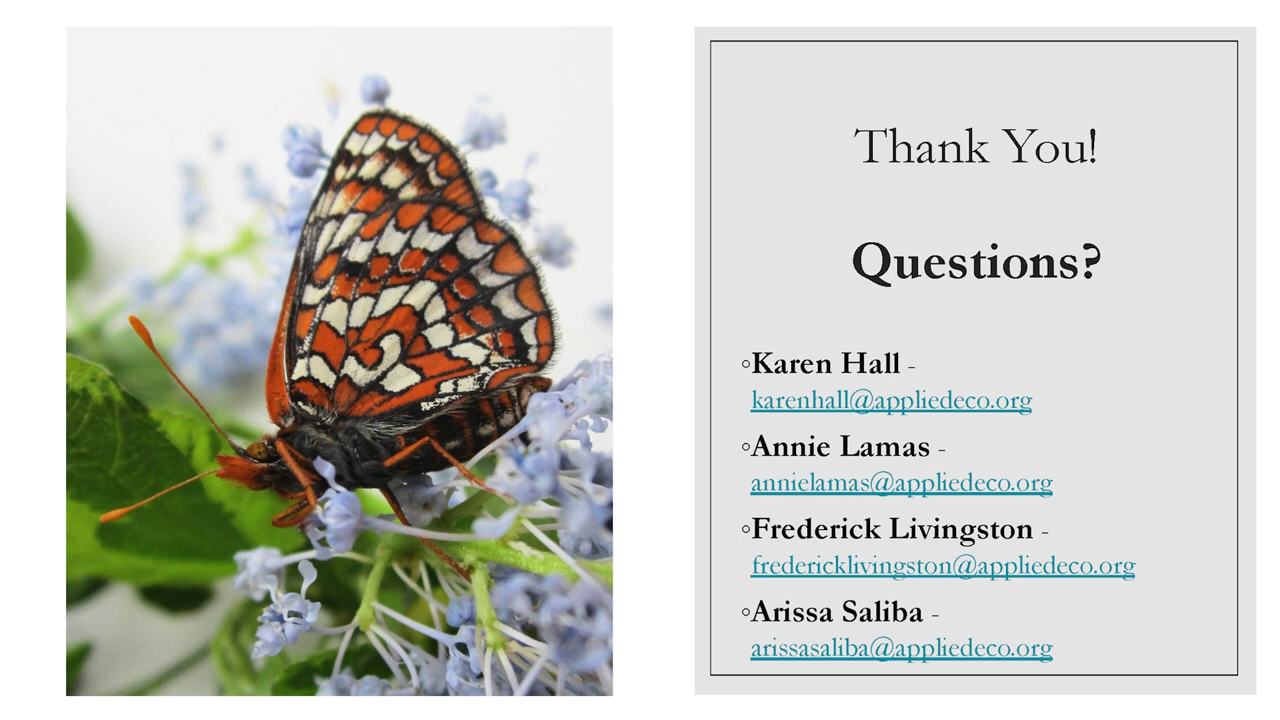 Thank You!
Questions?
◦Karen Hall -
karenhall@appliedeco.org
◦Annie Lamas -
annielamas@appliedeco.org
◦Frederick Livingston -
fredericklivingston@appliedeco.org
◦Arissa Saliba -
arissasaliba@appliedeco.org